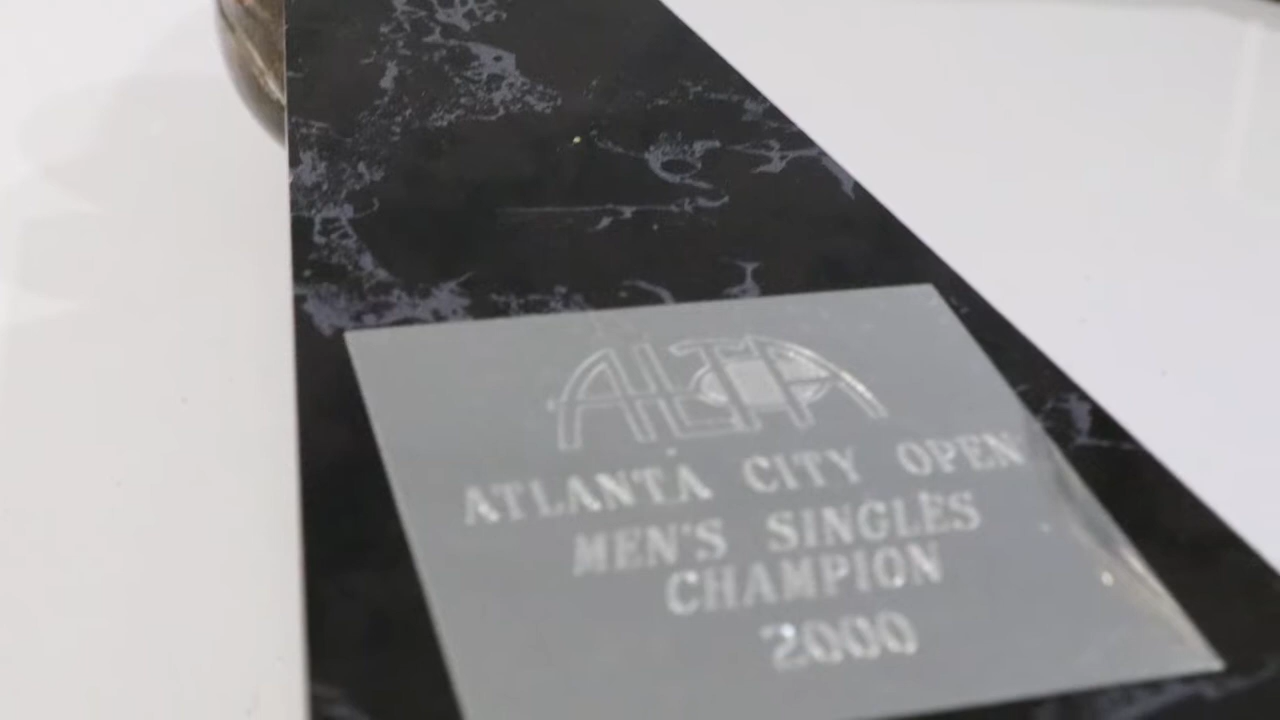 ALTA
ATLANTA CITY OPEN
MEN'S SINGLES
CHAMPION
2000